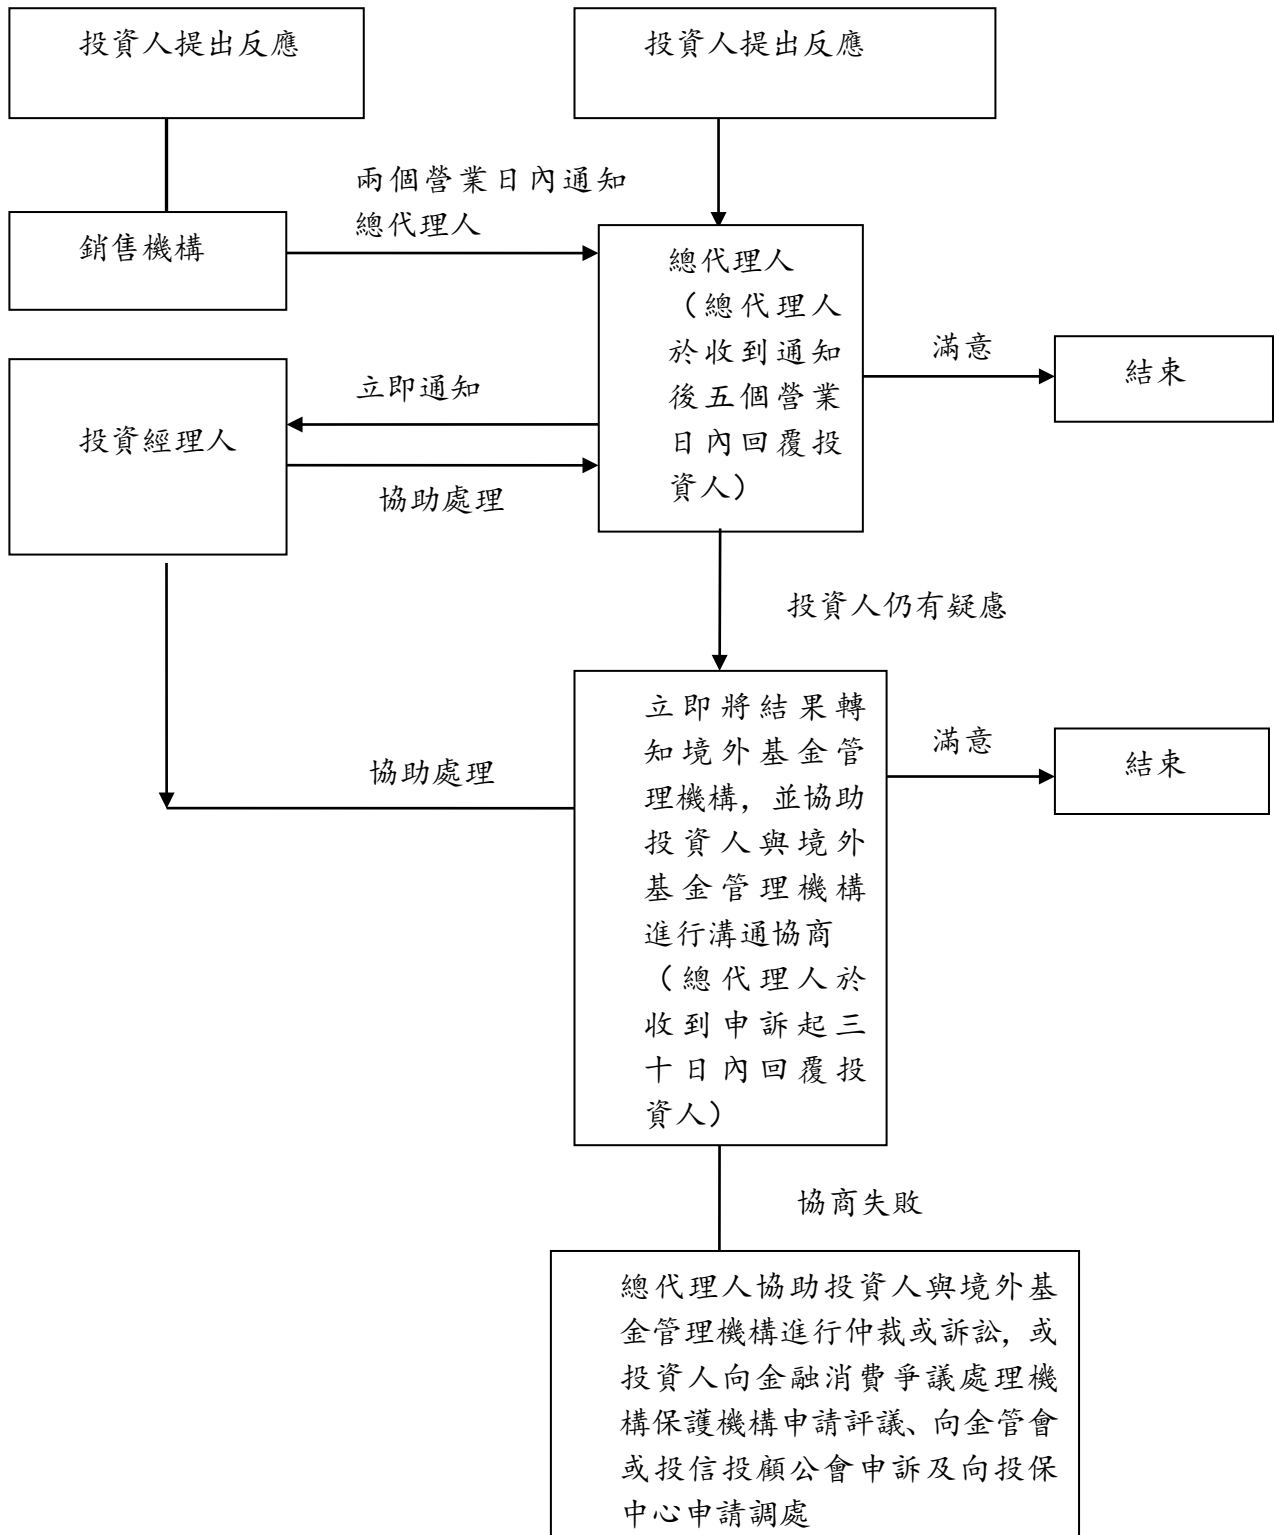 投資人提出反應
投資人提出反應
兩個營業日內通知
總代理人
銷售機構
總代理人
（總代理人
於收到通知
後五個營業
日內回覆投
資人）
滿意
結束
立即通知
投資經理人
協助處理
投資人仍有疑慮
立即將結果轉
知境外基金管
理機構，並協助
投資人與境外
基金管理機構
進行溝通協商
（總代理人於
收到申訴起三
十日內回覆投
資人）
滿意
結束
協助處理
協商失敗
總代理人協助投資人與境外基
金管理機構進行仲裁或訴訟，或
投資人向金融消費爭議處理機
構保護機構申請評議、向金管會
或投信投顧公會申訴及向投保
中心申請調處